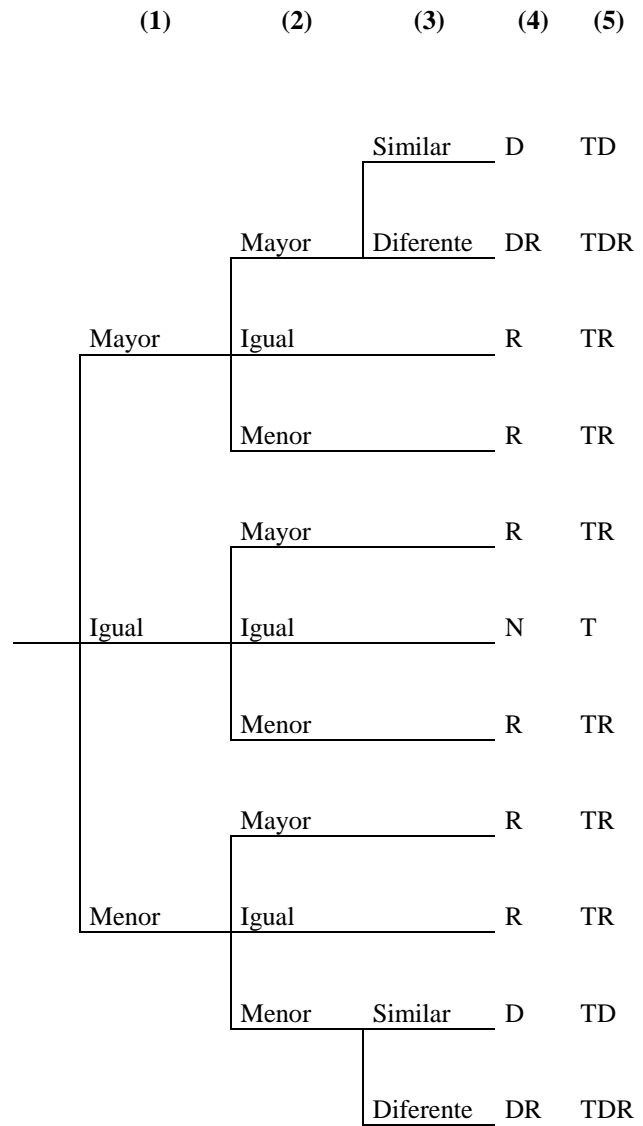 (1) (2) (3) (4) (5)
Similar D TD
Mayor Diferente DR TDR
Mayor Igual R TR
Menor R TR
Mayor R TR
Igual Igual N T
Menor R TR
Mayor R TR
Menor Igual R TR
Menor Similar D TD
Diferente DR TDR